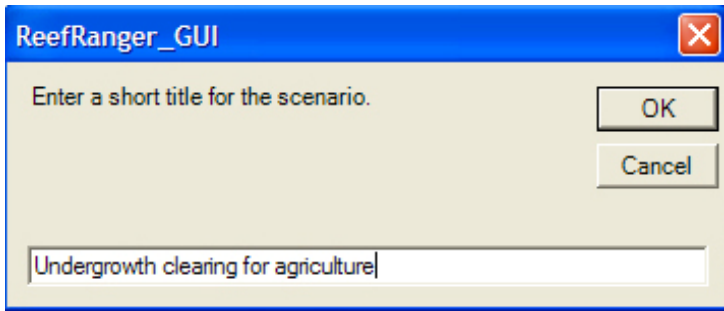 ReefRanger_GUI
Enter a short title for the scenario.
OK
Cancel
Undergrowth clearing for agriculture